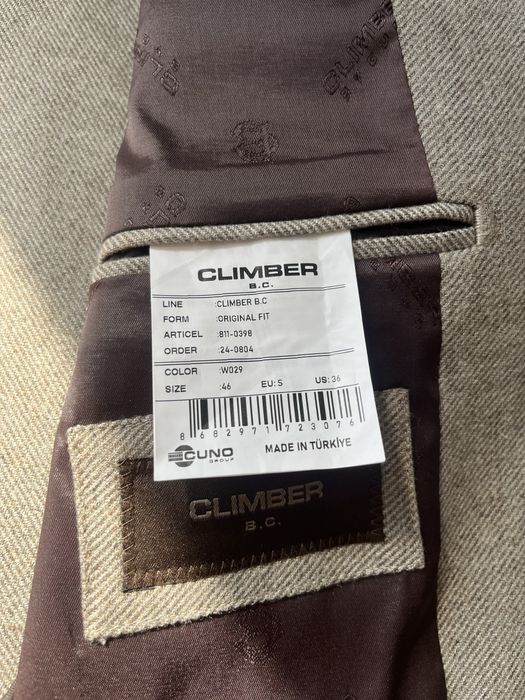 CLIMBER
B.C.
CLIMBER
B.C.
LINE :CLIMBER B.C
FORM :ORIGINAL FIT
ARTICEL :811-0398
ORDER :24-0804
COLOR :W029
SIZE :46 EU: S US: 36
8 682971 723076
CUNO
GROUP
MADE IN TÜRKİYE
CLIMBER
B.C.